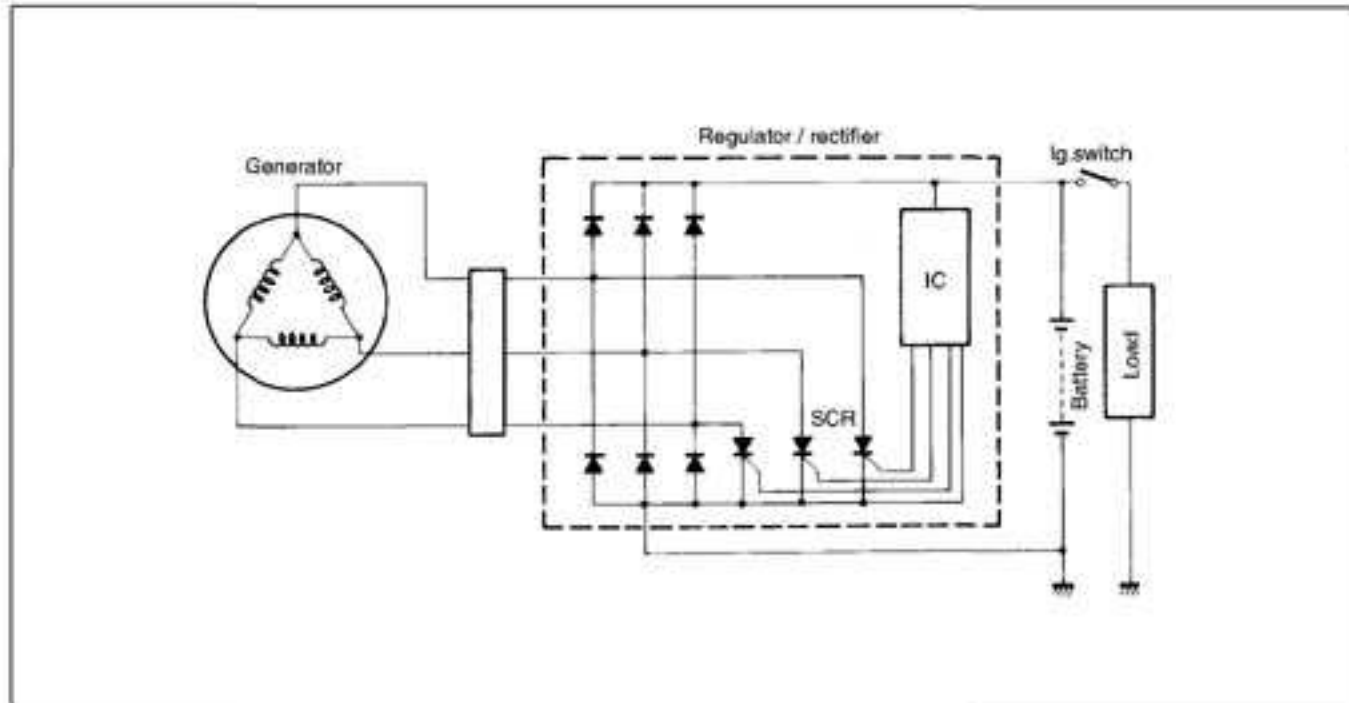 Regulator / rectifier
Ig.switch
Generator
IC
SCR
Battery
Load